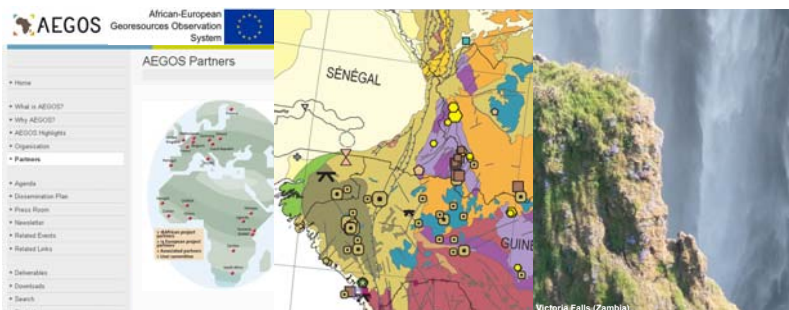 AEGOS
African-European
Georesources Observation
System
AEGOS Partners
Home
What is AEGOS?
Why AEGOS?
AEGOS Highlights
Organisation
Partners
Agenda
Dissemination Plan
Press Room
Newsletter
Related Events
Related Links
Deliverables
Downloads
Search
SÉNÉGAL
GUINÉ
Victoria Falls (Zambia)